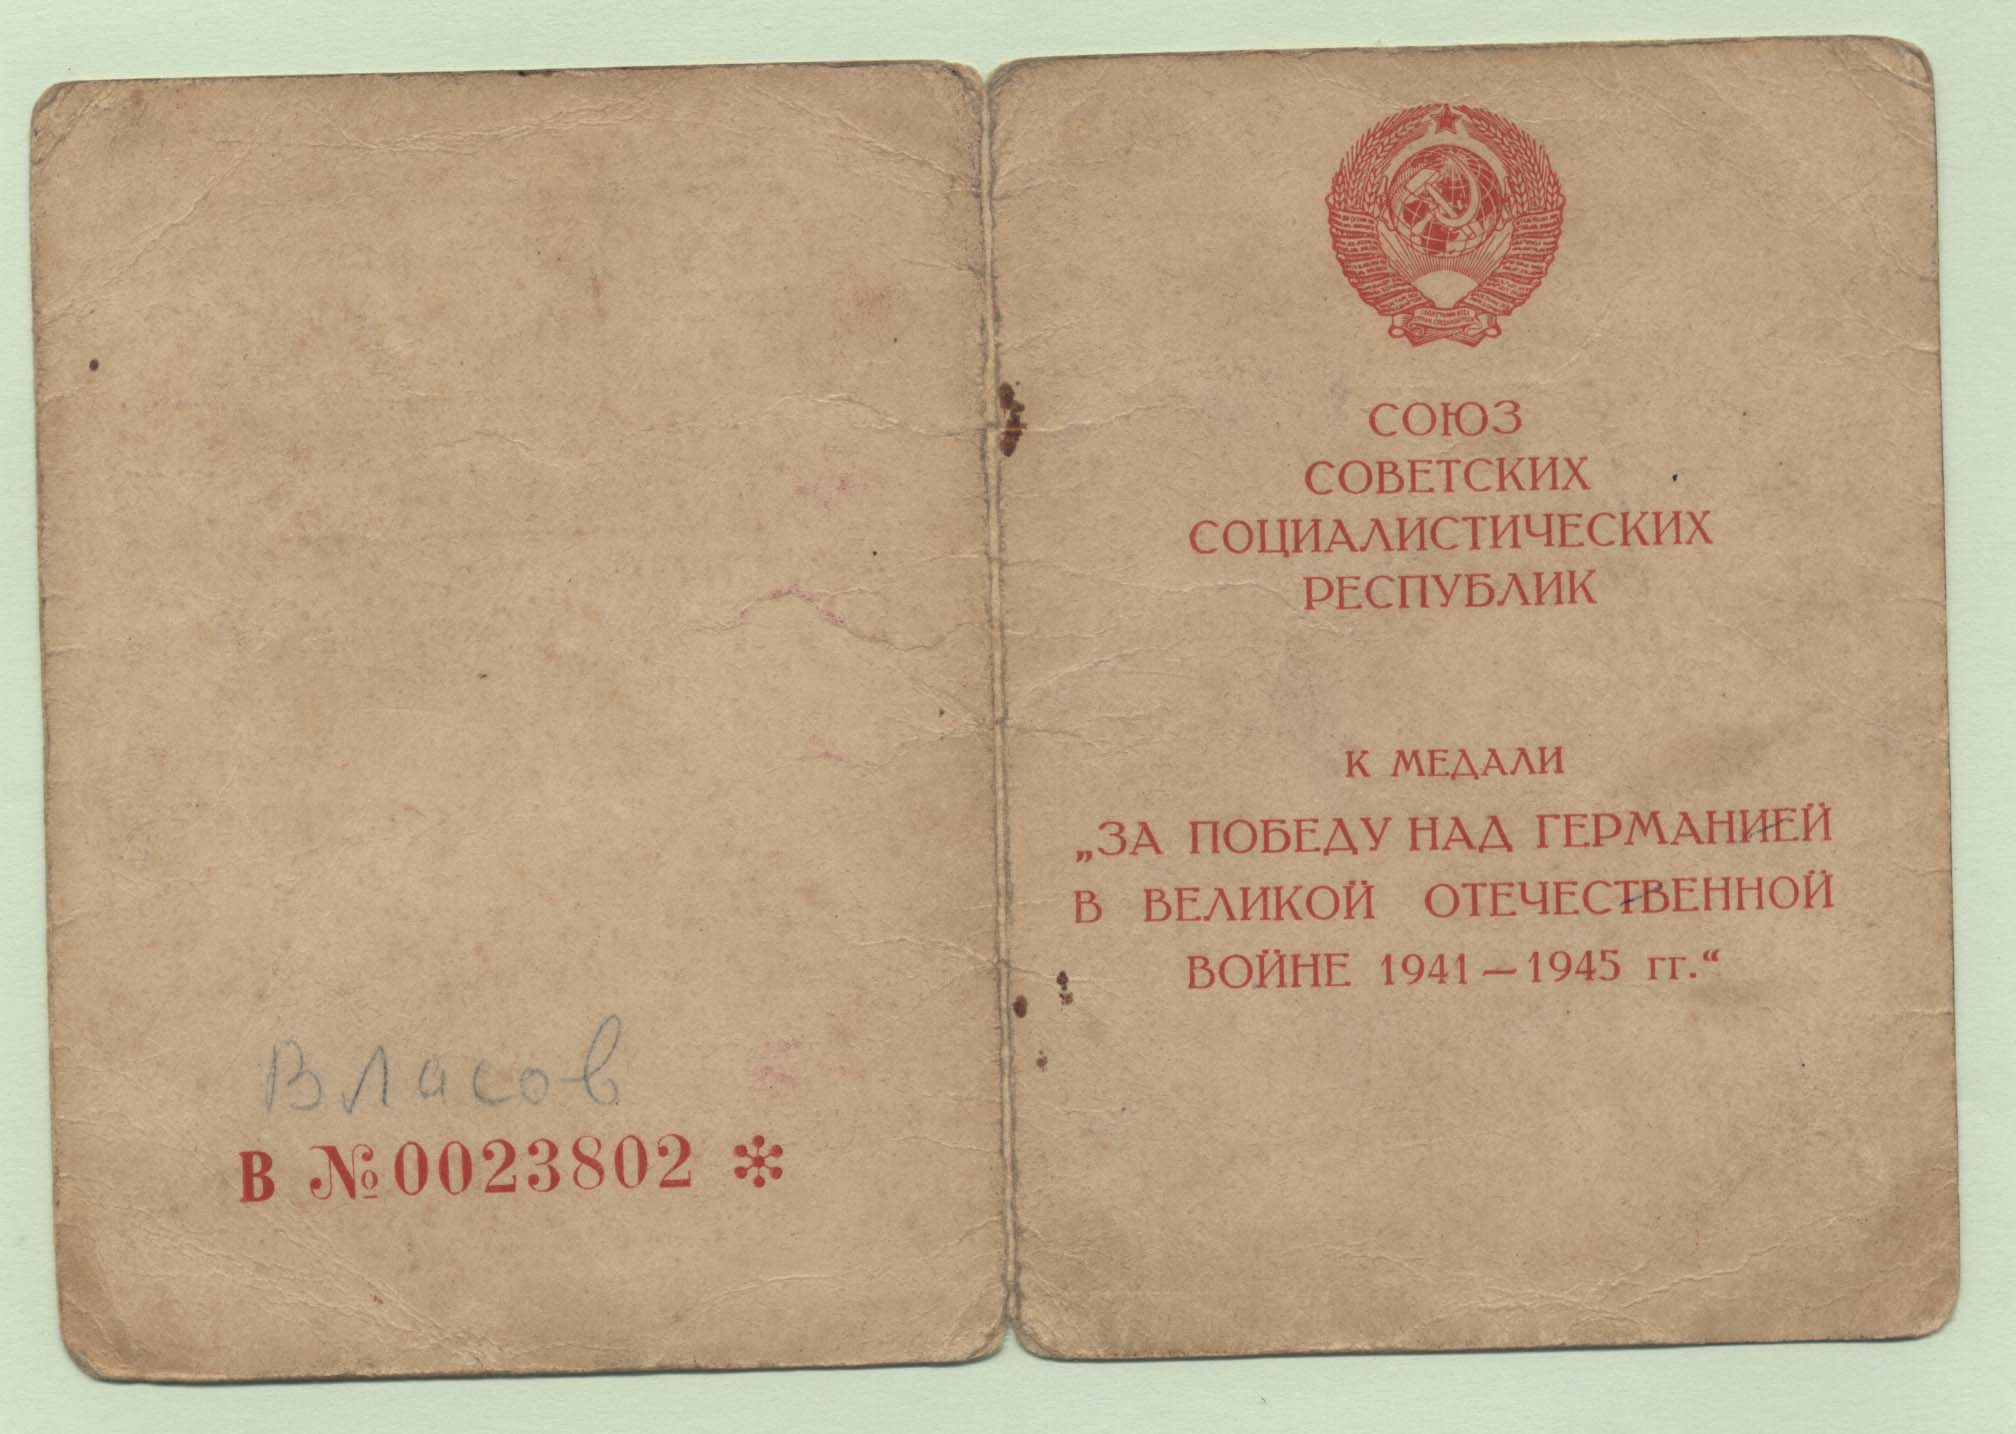 Власов
В №0023802
СОЮЗ
СОВЕТСКИХ
СОЦИАЛИСТИЧЕСКИХ
РЕСПУБЛИК
К МЕДАЛИ
„ЗА ПОБЕДУ НАД ГЕРМАНИЕЙ
В ВЕЛИКОЙ ОТЕЧЕСТВЕННОЙ
ВОЙНЕ 1941—1945 гг.“